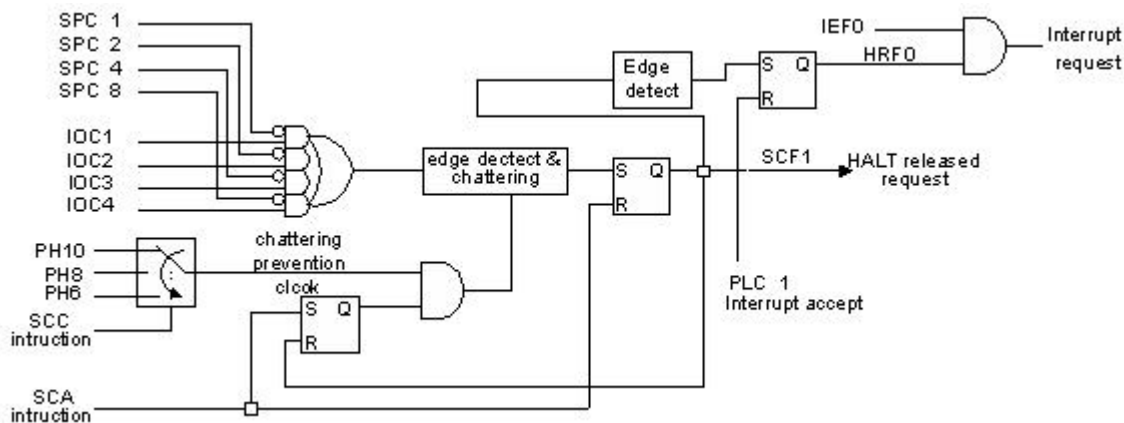 SPC 1
SPC 2
SPC 4
SPC 8
IOC1
IOC2
IOC3
IOC4
PH10
PH8
PH6
SCC
intruction
SCA
intruction
chattering
prevention
clcok
S Q
R
edge dectect &
chattering
S Q
R
Edge
detect
S Q
R
IEF0
HRF0
Interrupt
request
SCF1
HALT released
request
PLC 1
Interrupt accept